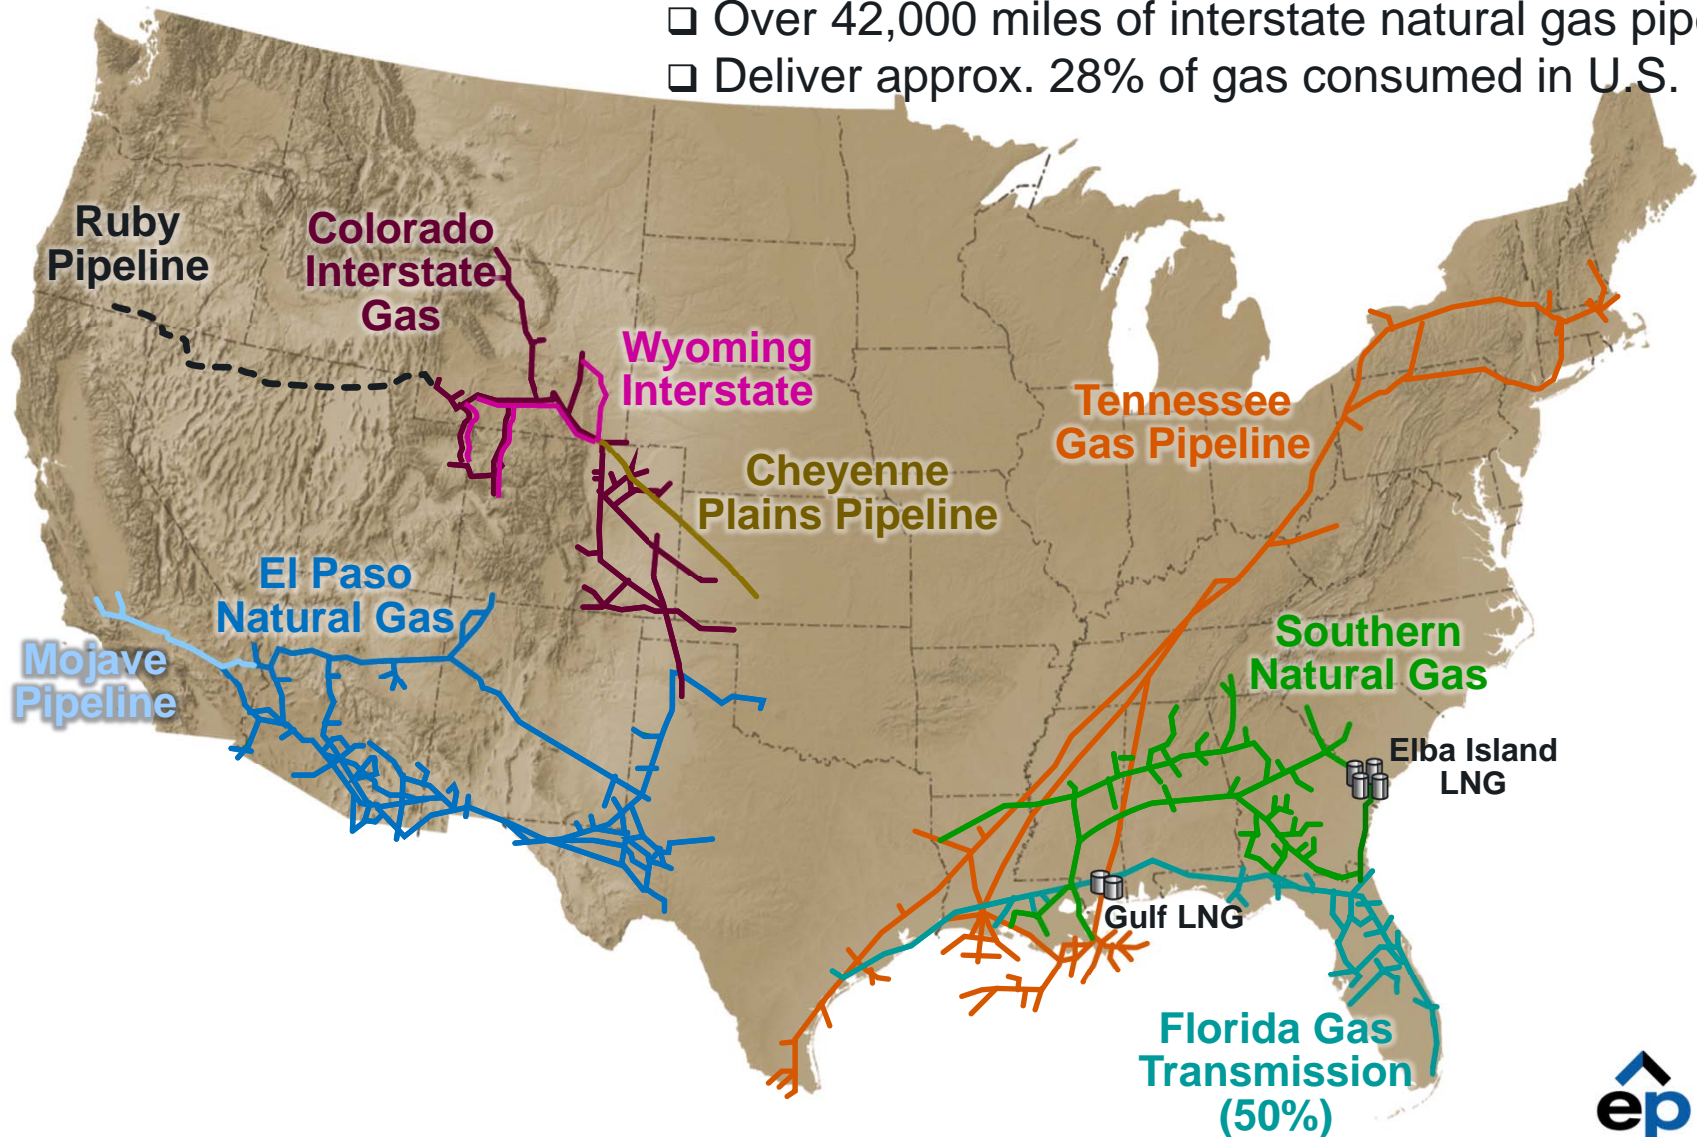 Over 42,000 miles of interstate natural gas
Deliver approx. 28% of gas consumed in U.S.
Ruby
Pipeline
Colorado
Interstate
Gas
Wyoming
Interstate
Tennessee
Gas Pipeline
Cheyenne
Plains Pipeline
El Paso
Natural Gas
Mojave
Pipeline
Southern
Natural Gas
Elba Island
LNG
Gulf LNG
Florida Gas
Transmission
(50%)
ep